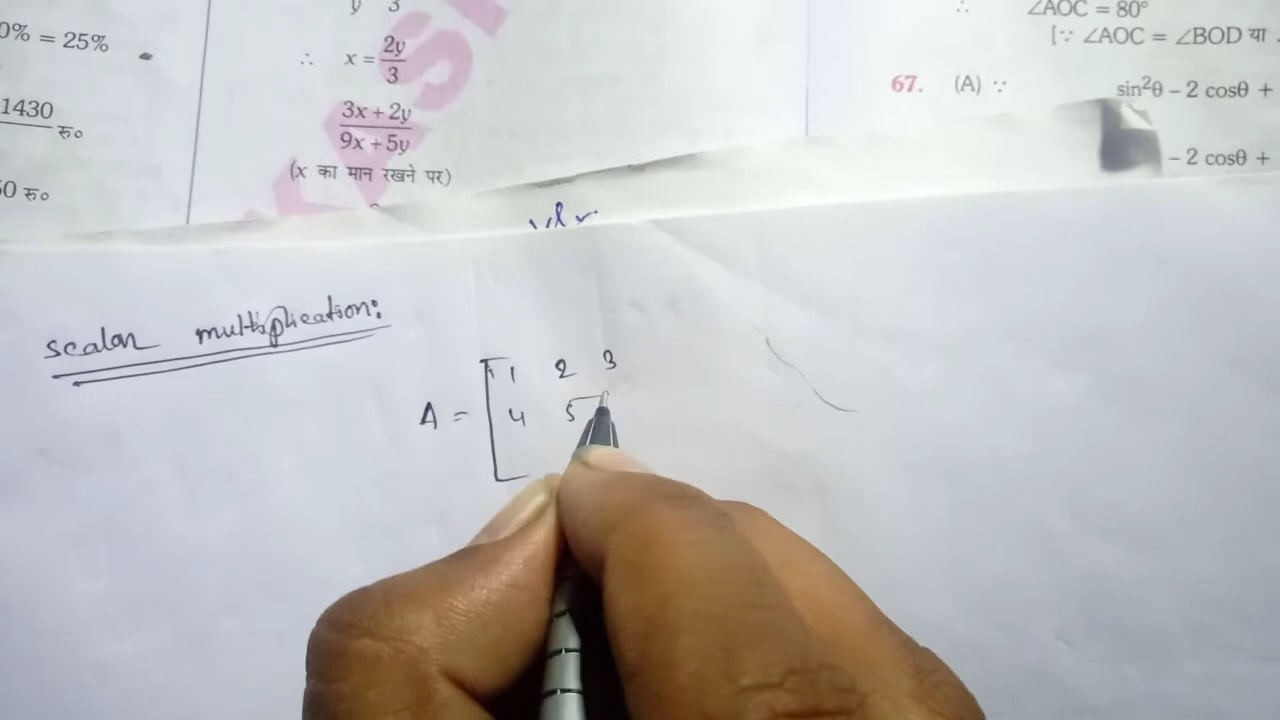 0% = 25%
1430
रु०
0 रु०
y 3
∴ x = 2y
3
3x + 2y
9x + 5y
(x का मान रखने पर)
∴ ∠AOC = 80°
[∵ ∠AOC = ∠BOD या
67. (A) ∵ sin²θ – 2 cosθ +
– 2 cosθ +
scalar multiplication:
1 2 3
A = [ 4 5